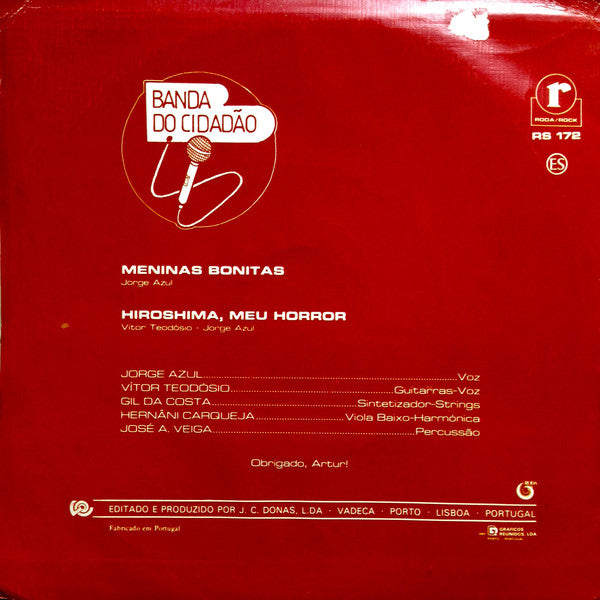 BANDA
DO CIDADÃO
r
RODA/ROCK
RS 172
ES
MENINAS BONITAS
Jorge Azul
HIROSHIMA, MEU HORROR
Vitor Teodósio - Jorge Azul
JORGE AZUL Voz
VÍTOR TEODÓSIO Guitarras-Voz
GIL DA COSTA Sintetizador-Strings
HERNÂNI CARQUEJA Viola Baixo-Harmónica
JOSÉ A. VEIGA Percussão
Obrigado, Artur!
EDITADO E PRODUZIDO POR J. C. DONAS, L.DA - VADECA - PORTO - LISBOA - PORTUGAL
Fabricado em Portugal
GRÁFICOS
REUNIDOS, LDA
PORTO PORTUGAL